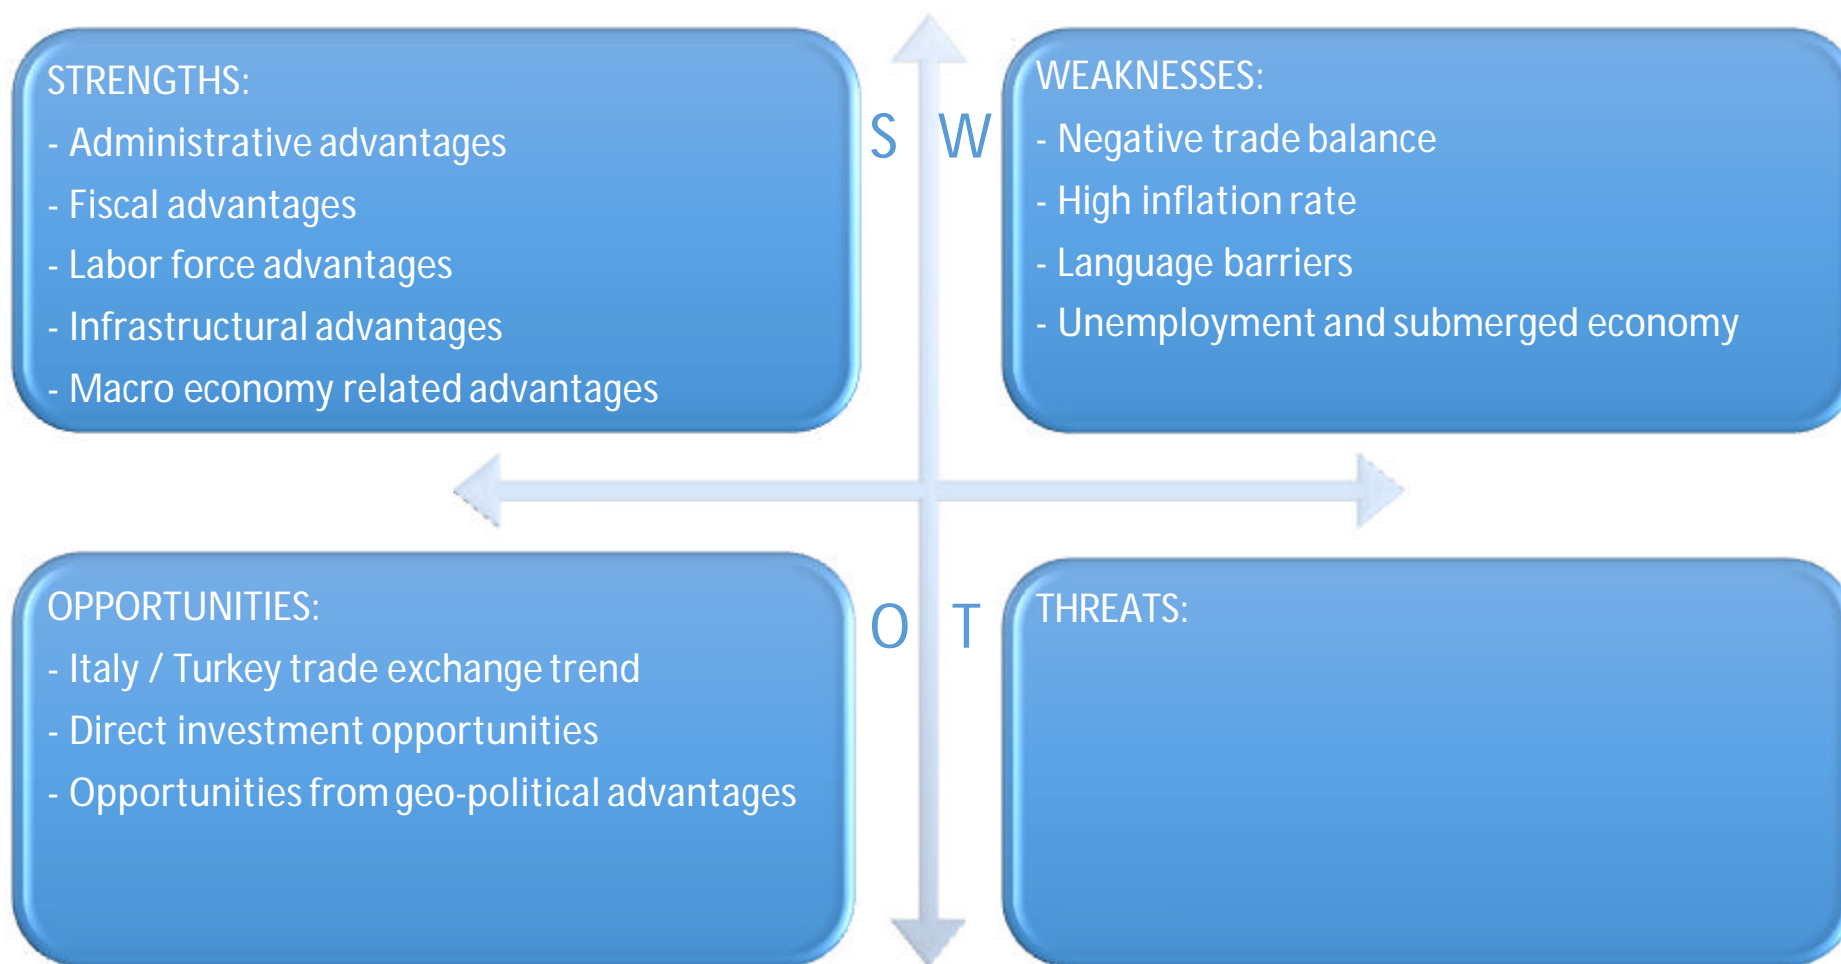 STRENGTHS:
- Administrative advantages
- Fiscal advantages
- Labor force advantages
- Infrastructural advantages
- Macro economy related advantages
S W
WEAKNESSES:
- Negative trade balance
- High inflation rate
- Language barriers
- Unemployment and submerged economy
OPPORTUNITIES:
- Italy / Turkey trade exchange trend
- Direct investment opportunities
- Opportunities from geo-political advantages
O T
THREATS: